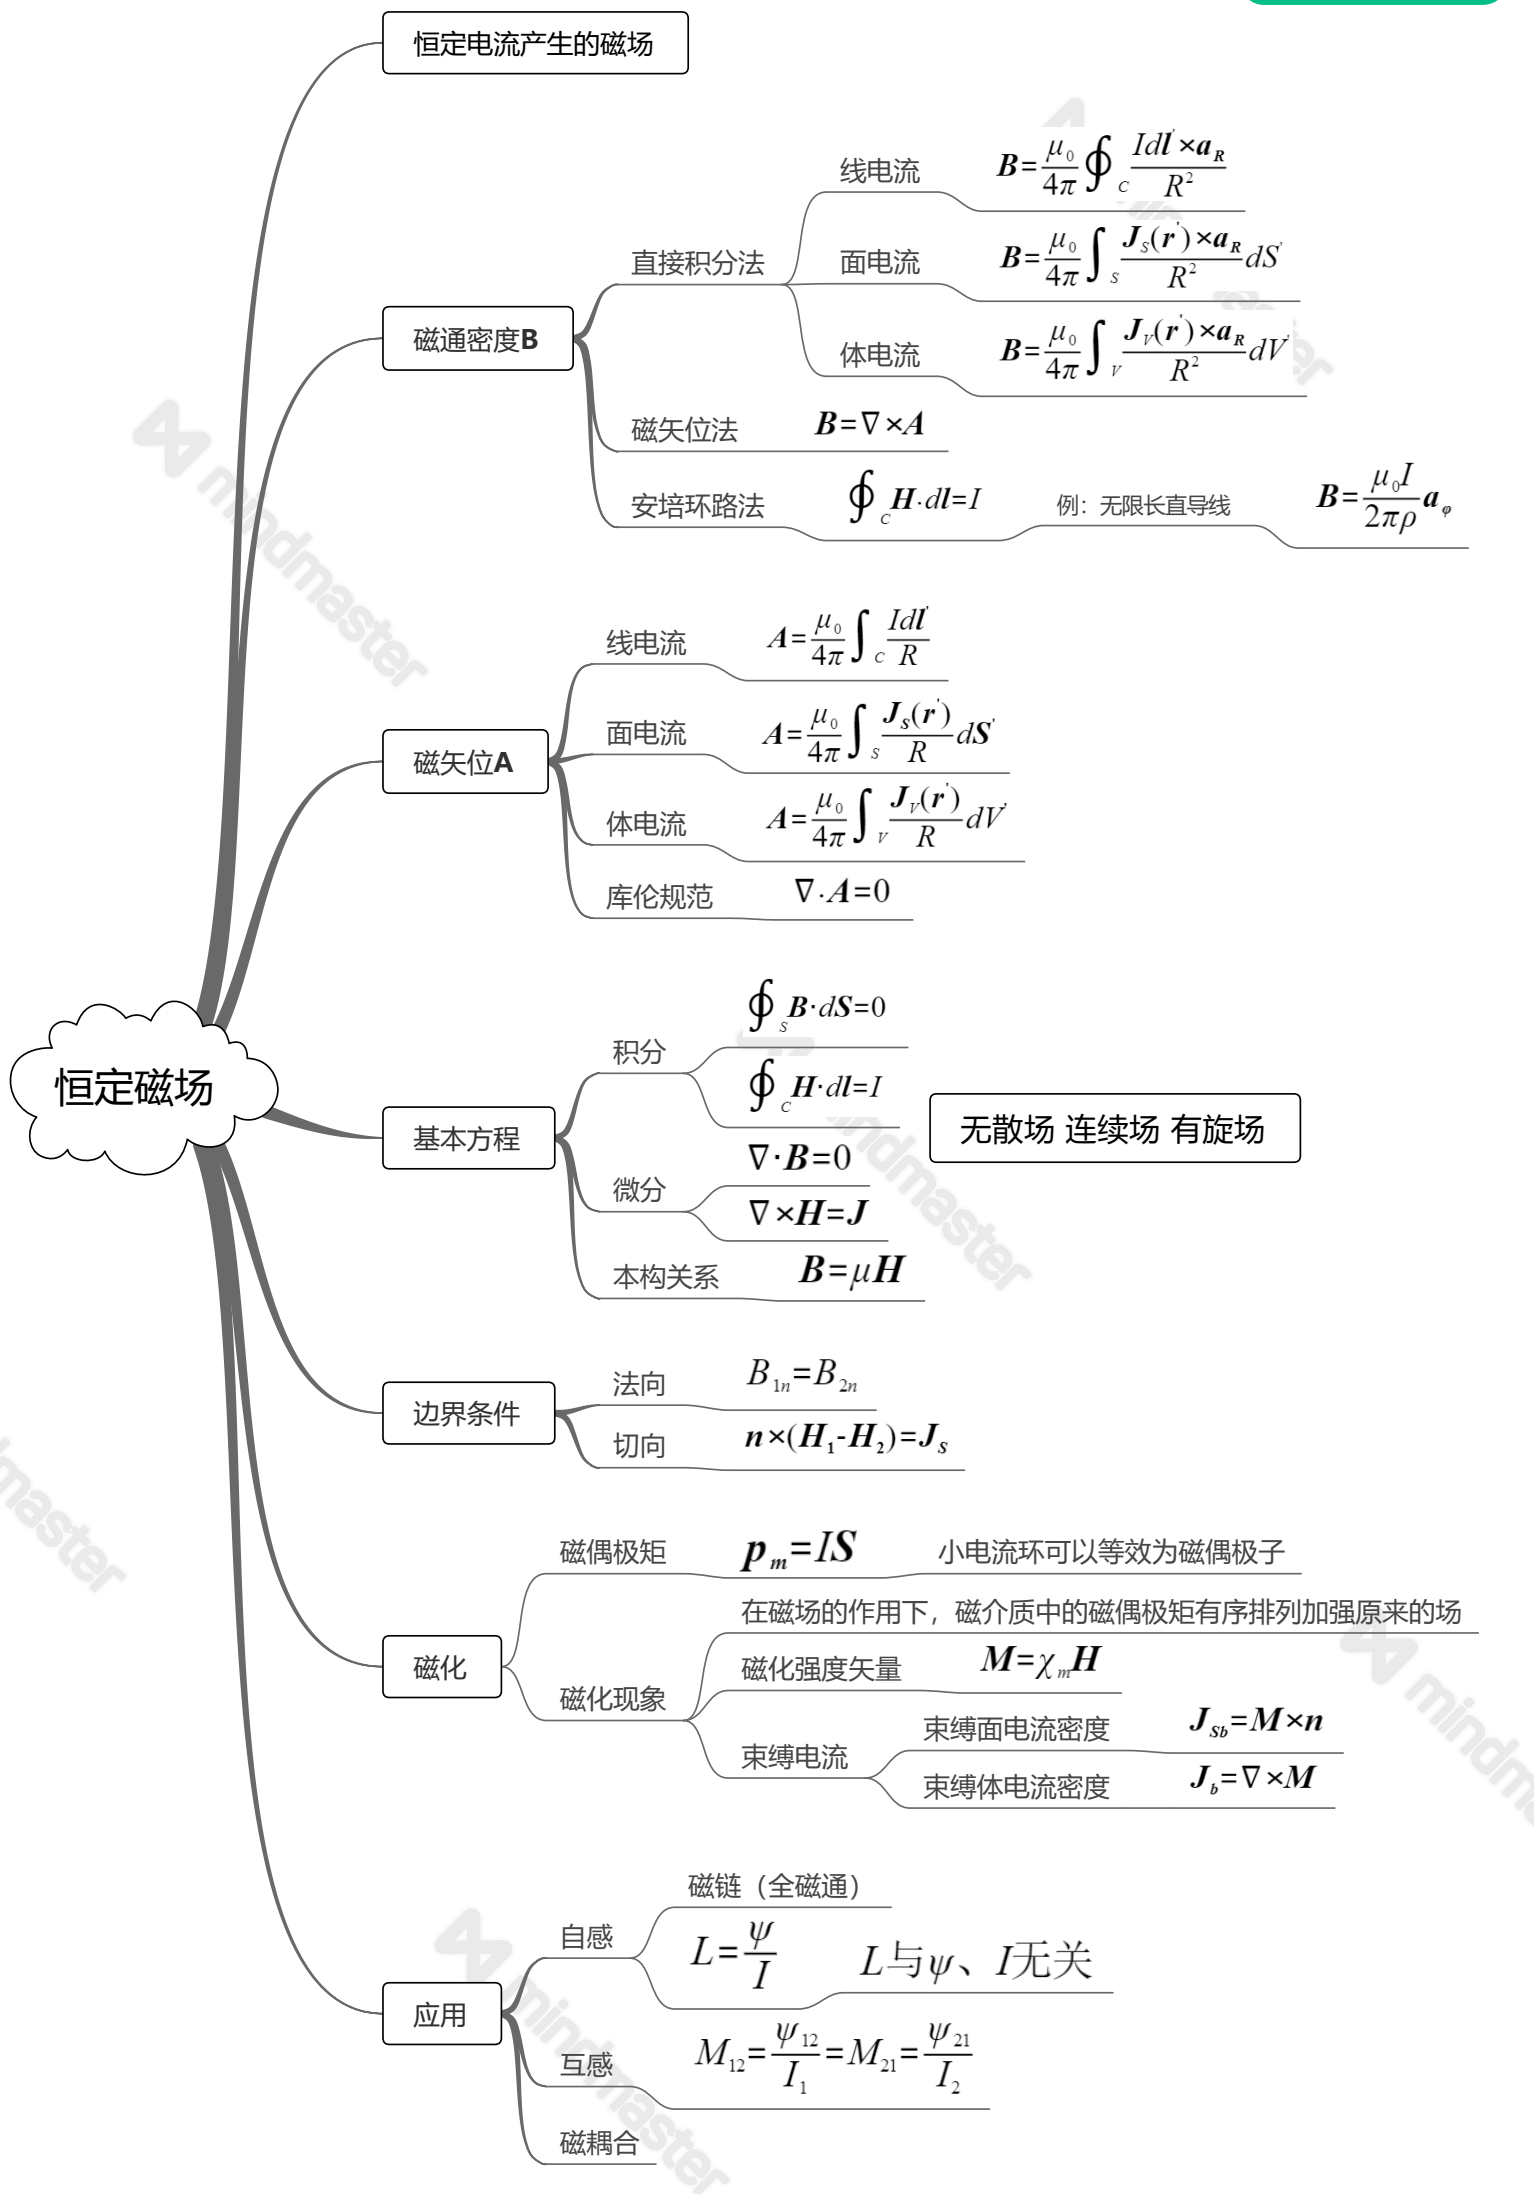 恒定电流产生的磁场
线电流
B=μ₀/4π ∮_C Idl'×a_R/R²
直接积分法
面电流
B=μ₀/4π ∫_S J_S(r')×a_R/R² dS'
磁通密度B
体电流
B=μ₀/4π ∫_V J_V(r')×a_R/R² dV'
磁矢位法
B=∇×A
安培环路法
∮_C H·dl=I
例：无限长直导线
B=μ₀I/2πρ a_φ
线电流
A=μ₀/4π ∫_C Idl'/R
面电流
A=μ₀/4π ∫_S J_S(r')/R dS'
磁矢位A
体电流
A=μ₀/4π ∫_V J_V(r')/R dV'
库伦规范
∇·A=0
恒定磁场
基本方程
积分
∮_S B·dS=0
∮_C H·dl=I
无散场 连续场 有旋场
微分
∇·B=0
∇×H=J
本构关系
B=μH
边界条件
法向
B₁ₙ=B₂ₙ
切向
n×(H₁-H₂)=J_S
磁化
磁偶极矩
p_m=IS
小电流环可以等效为磁偶极子
磁化现象
在磁场的作用下，磁介质中的磁偶极矩有序排列加强原来的场
磁化强度矢量
M=χ_m H
束缚电流
束缚面电流密度
J_Sb=M×n
束缚体电流密度
J_b=∇×M
应用
自感
磁链（全磁通）
L=ψ/I
L与ψ、I无关
互感
M₁₂=ψ₁₂/I₁=M₂₁=ψ₂₁/I₂
磁耦合
mindmaster
mindmaster
mindmaster
mindmaster